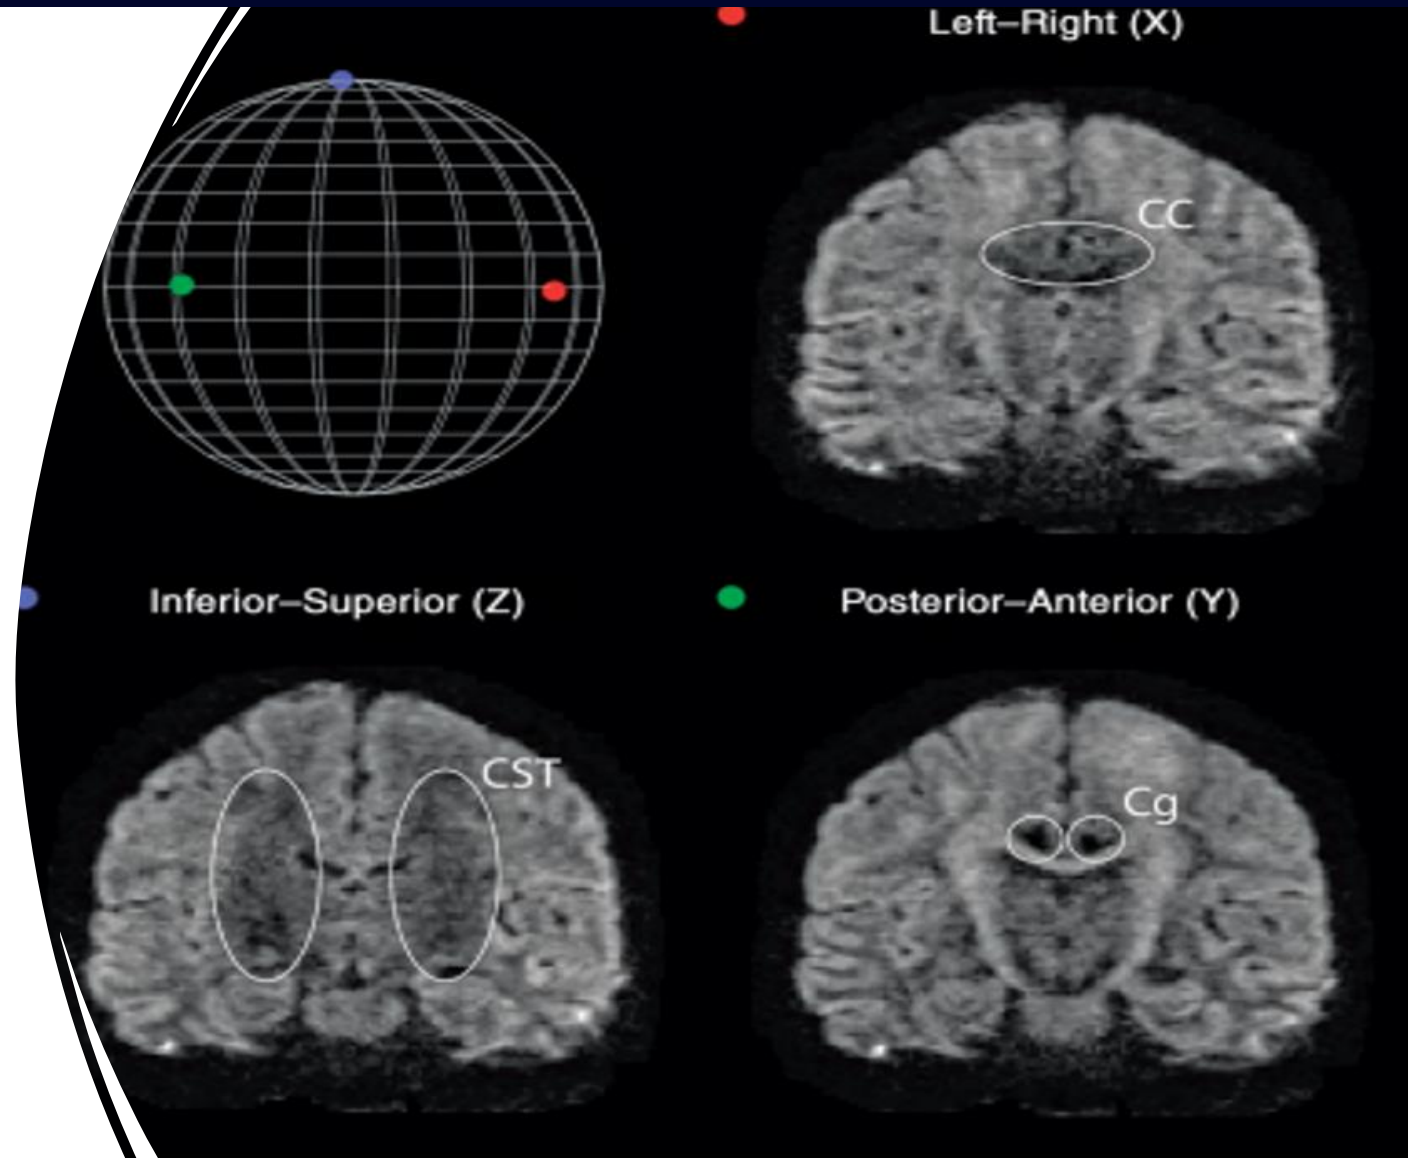 Left–Right (X)
CC
Inferior–Superior (Z)
Posterior–Anterior (Y)
CST
Cg